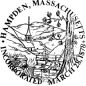 HAMPDEN, MASSACHUSETTS
INCORPORATED MARCH 28, 1878